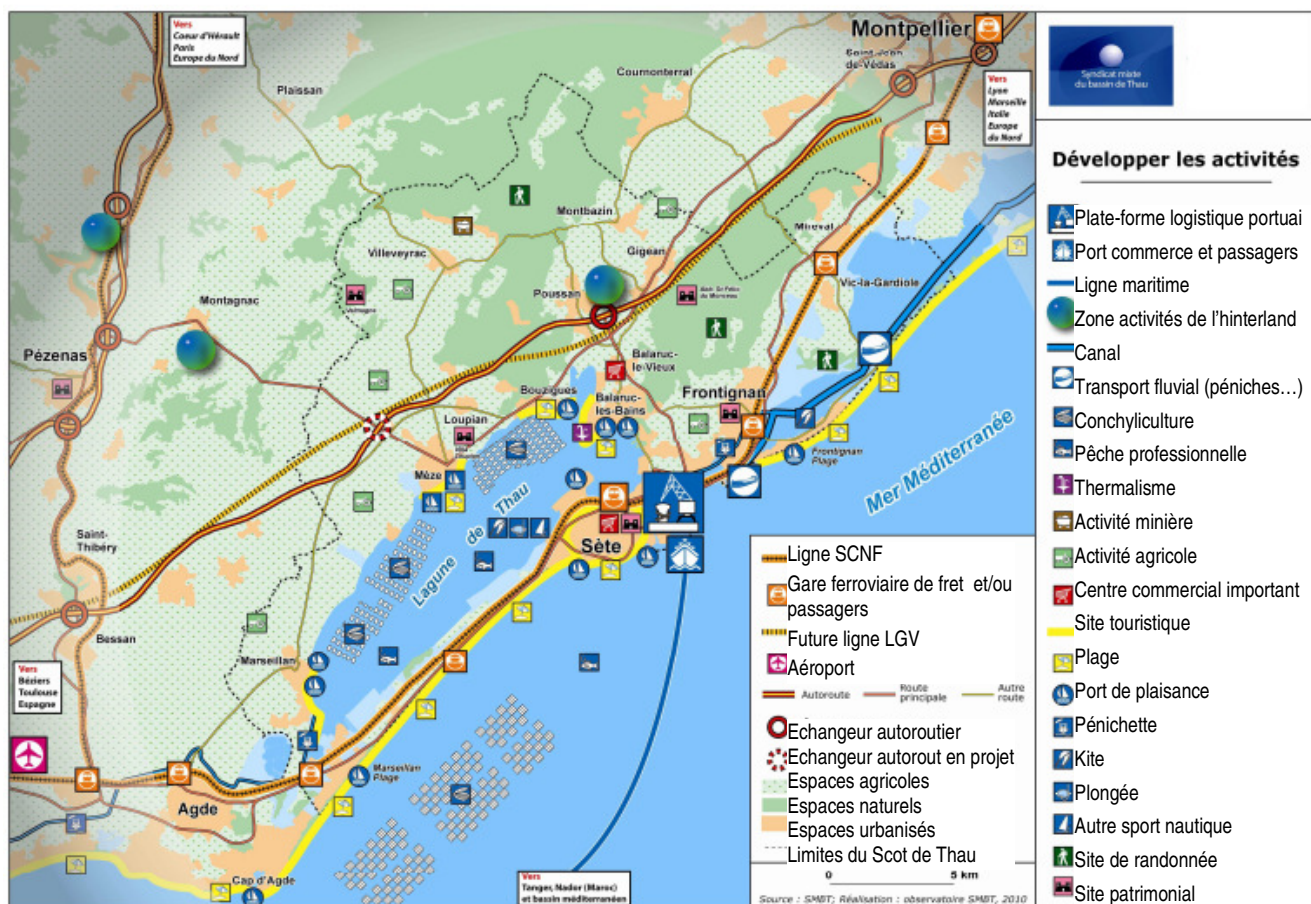 Vers
Coeur d'Hérault
Paris
Europe du Nord
Montpellier
Saint-Jean
de-Védas
Cournonterral
Plaissan
Vers
Lyon
Marseille
Italie
Europe
du Nord
Montbazin
Mireval
Villeveyrac
Gigean
Vic-la-Gardiole
Montagnac
Poussan
Pézenas
Balaruc-
le-Vieux
Bouzigues
Balaruc-
les-Bains
Frontignan
Loupian
Mèze
Frontignan
Plage
Mer Méditerranée
Lagune de Thau
Sète
Saint-
Thibéry
Bessan
Marseillan
Vers
Béziers
Toulouse
Espagne
Marseillan
Plage
Agde
Cap d'Agde
Vers
Tanger, Nador (Maroc)
et bassin méditerranéen
Ligne SCNF
Gare ferroviaire de fret et/ou
passagers
Future ligne LGV
Aéroport
Autoroute
Route
principale
Autre
route
Echangeur autoroutier
Echangeur autorout en projet
Espaces agricoles
Espaces naturels
Espaces urbanisés
Limites du Scot de Thau
0 5 km
Source : SMBT; Réalisation : observatoire SMBT, 2010
Syndicat mixte
du bassin de Thau
Développer les activités
Plate-forme logistique portuai
Port commerce et passagers
Ligne maritime
Zone activités de l'hinterland
Canal
Transport fluvial (péniches…)
Conchyliculture
Pêche professionnelle
Thermalisme
Activité minière
Activité agricole
Centre commercial important
Site touristique
Plage
Port de plaisance
Pénichette
Kite
Plongée
Autre sport nautique
Site de randonnée
Site patrimonial